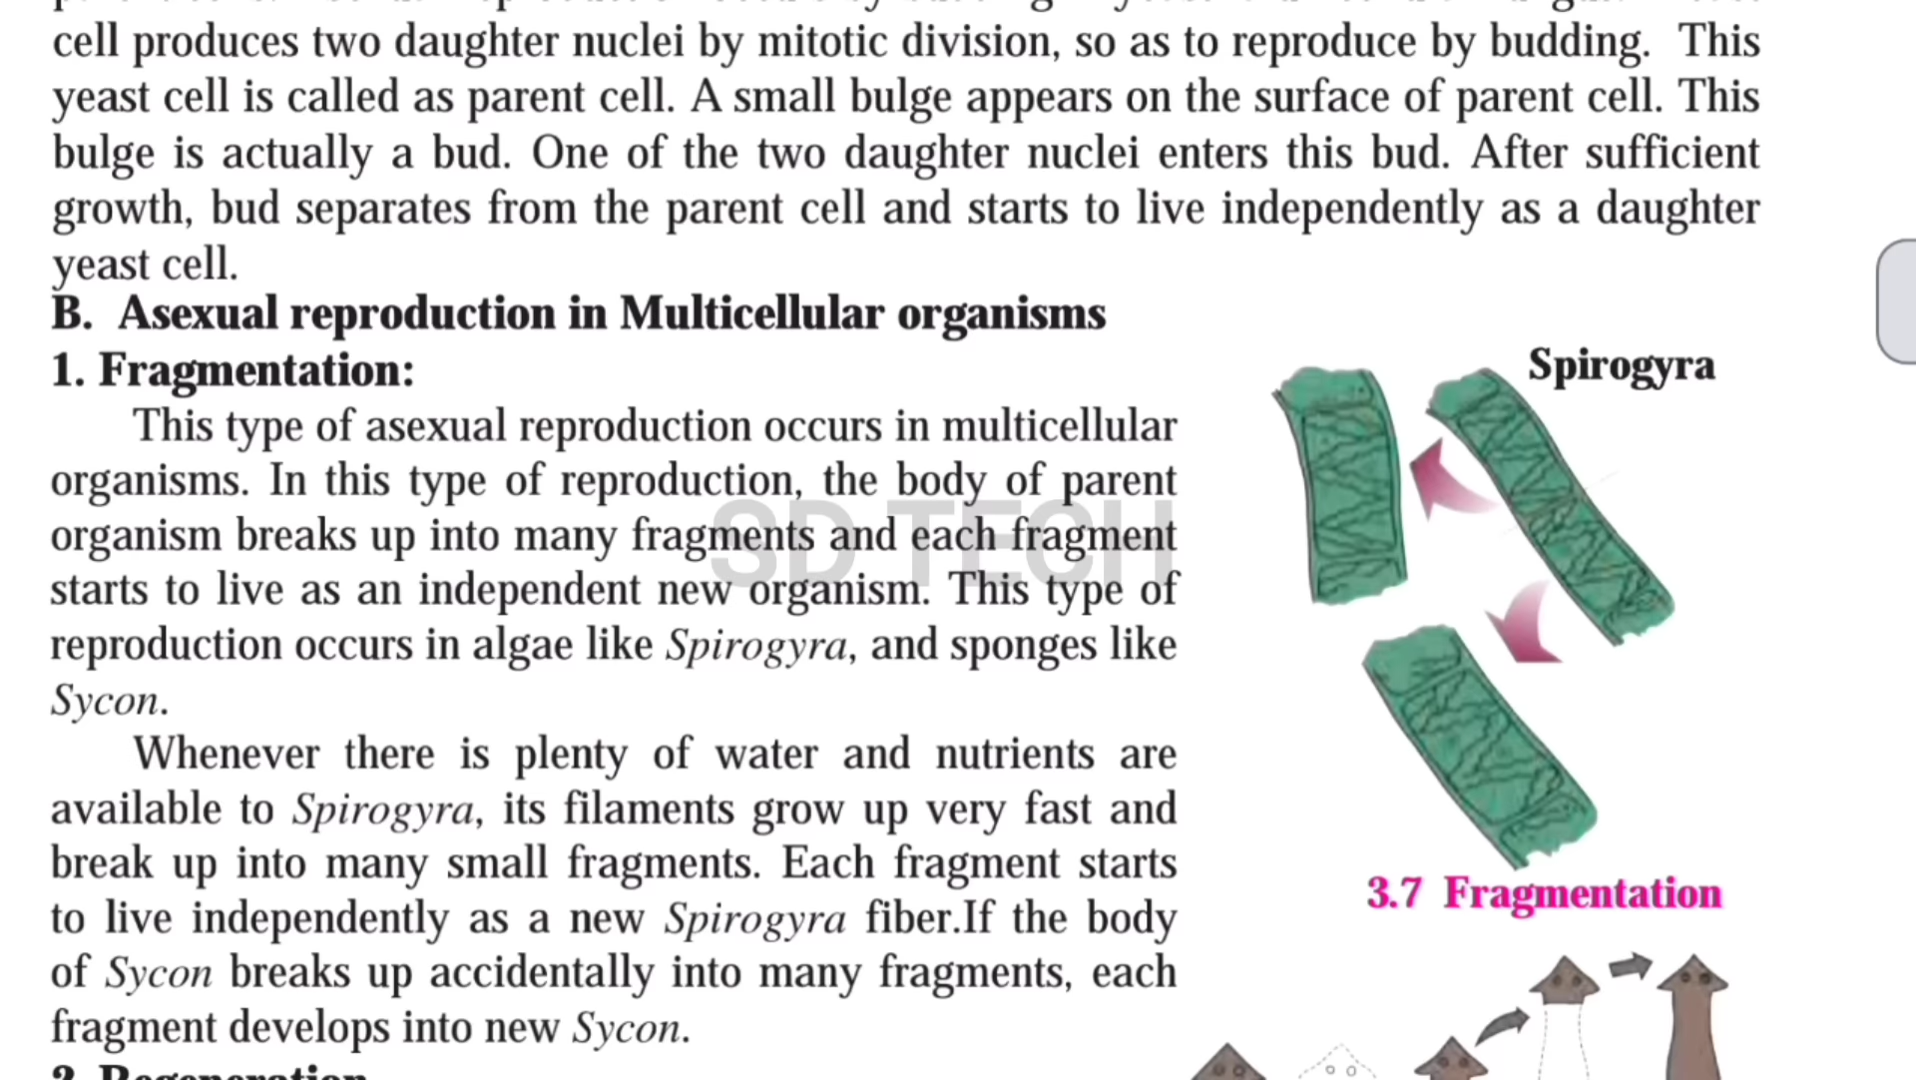 cell produces two daughter nuclei by mitotic division, so as to reproduce by budding. This
yeast cell is called as parent cell. A small bulge appears on the surface of parent cell. This
bulge is actually a bud. One of the two daughter nuclei enters this bud. After sufficient
growth, bud separates from the parent cell and starts to live independently as a daughter
yeast cell.
B. Asexual reproduction in Multicellular organisms
1. Fragmentation:
This type of asexual reproduction occurs in multicellular
organisms. In this type of reproduction, the body of parent
organism breaks up into many fragments and each fragment
starts to live as an independent new organism. This type of
reproduction occurs in algae like Spirogyra, and sponges like
Sycon.
Whenever there is plenty of water and nutrients are
available to Spirogyra, its filaments grow up very fast and
break up into many small fragments. Each fragment starts
to live independently as a new Spirogyra fiber.If the body
of Sycon breaks up accidentally into many fragments, each
fragment develops into new Sycon.
2. Regeneration
Spirogyra
3.7 Fragmentation
SD TECH